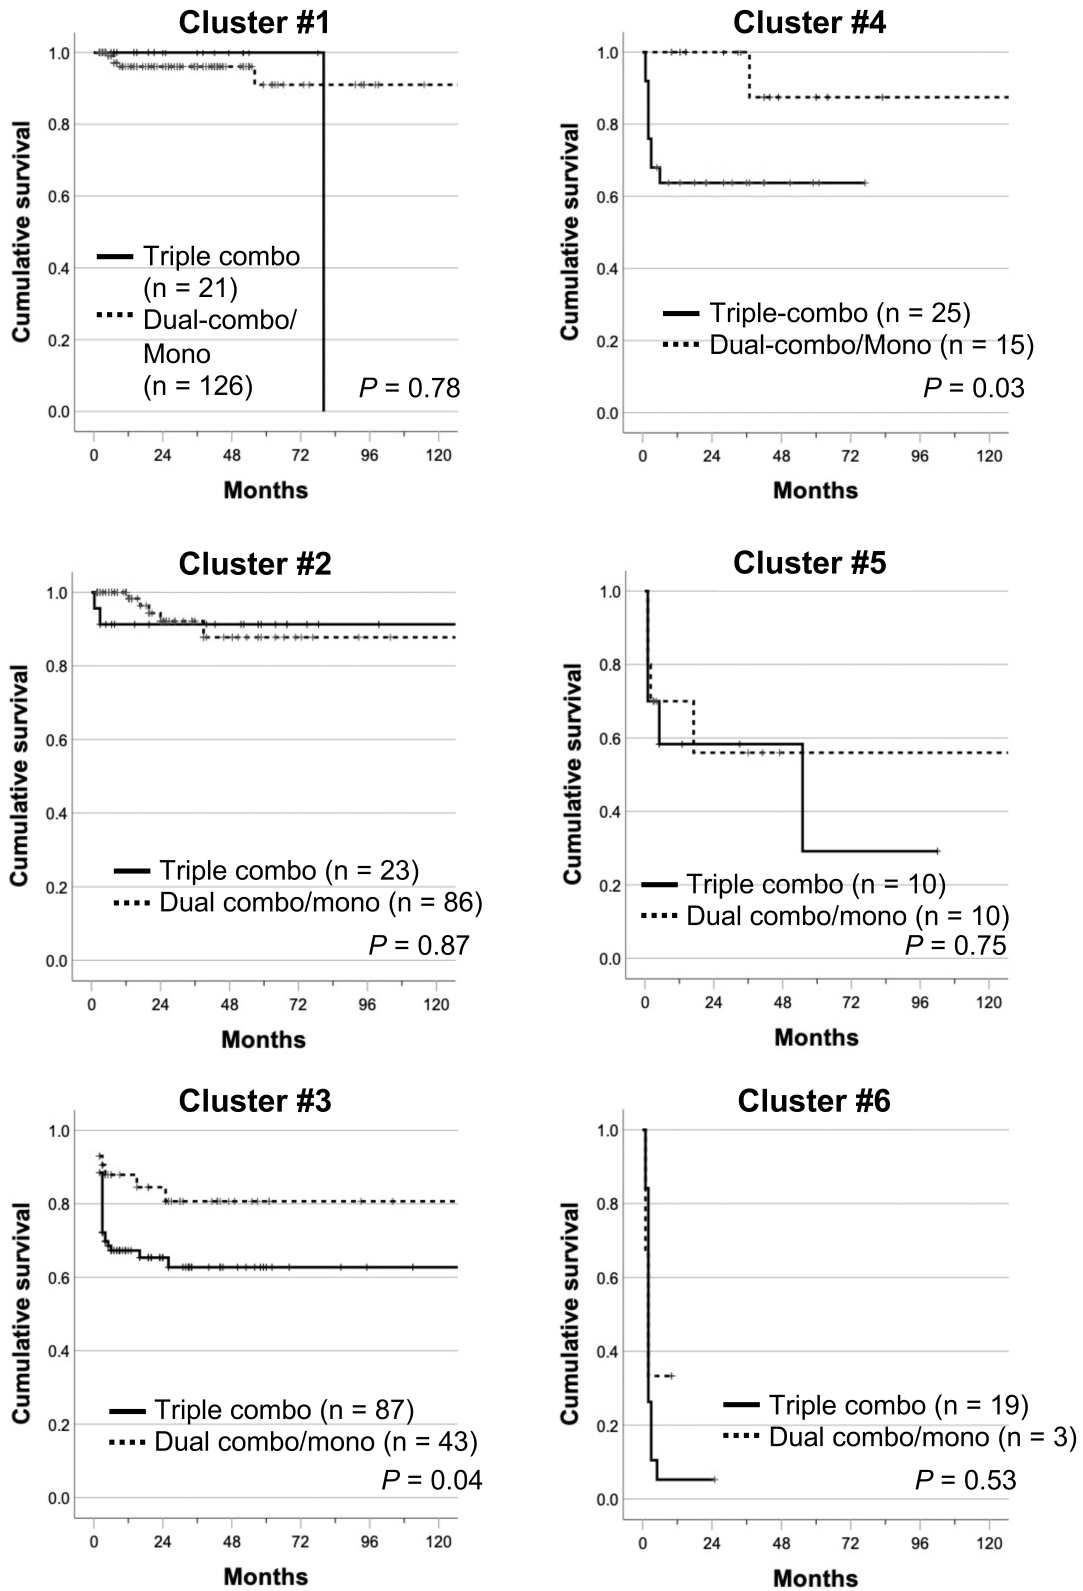 Cluster #1
Cumulative survival
1.0
0.8
0.6
0.4
0.2
0.0
Triple combo
(n = 21)
Dual-combo/
Mono
(n = 126)
P = 0.78
0 24 48 72 96 120
Months
Cluster #4
Cumulative survival
1.0
0.8
0.6
0.4
0.2
0.0
Triple-combo (n = 25)
Dual-combo/Mono (n = 15)
P = 0.03
0 24 48 72 96 120
Months
Cluster #2
Cumulative survival
1.0
0.8
0.6
0.4
0.2
0.0
Triple combo (n = 23)
Dual combo/mono (n = 86)
P = 0.87
0 24 48 72 96 120
Months
Cluster #5
Cumulative survival
1.0
0.8
0.6
0.4
0.2
0.0
Triple combo (n = 10)
Dual combo/mono (n = 10)
P = 0.75
0 24 48 72 96 120
Months
Cluster #3
Cumulative survival
1.0
0.8
0.6
0.4
0.2
0.0
Triple combo (n = 87)
Dual combo/mono (n = 43)
P = 0.04
0 24 48 72 96 120
Months
Cluster #6
Cumulative survival
1.0
0.8
0.6
0.4
0.2
0.0
Triple combo (n = 19)
Dual combo/mono (n = 3)
P = 0.53
0 24 48 72 96 120
Months